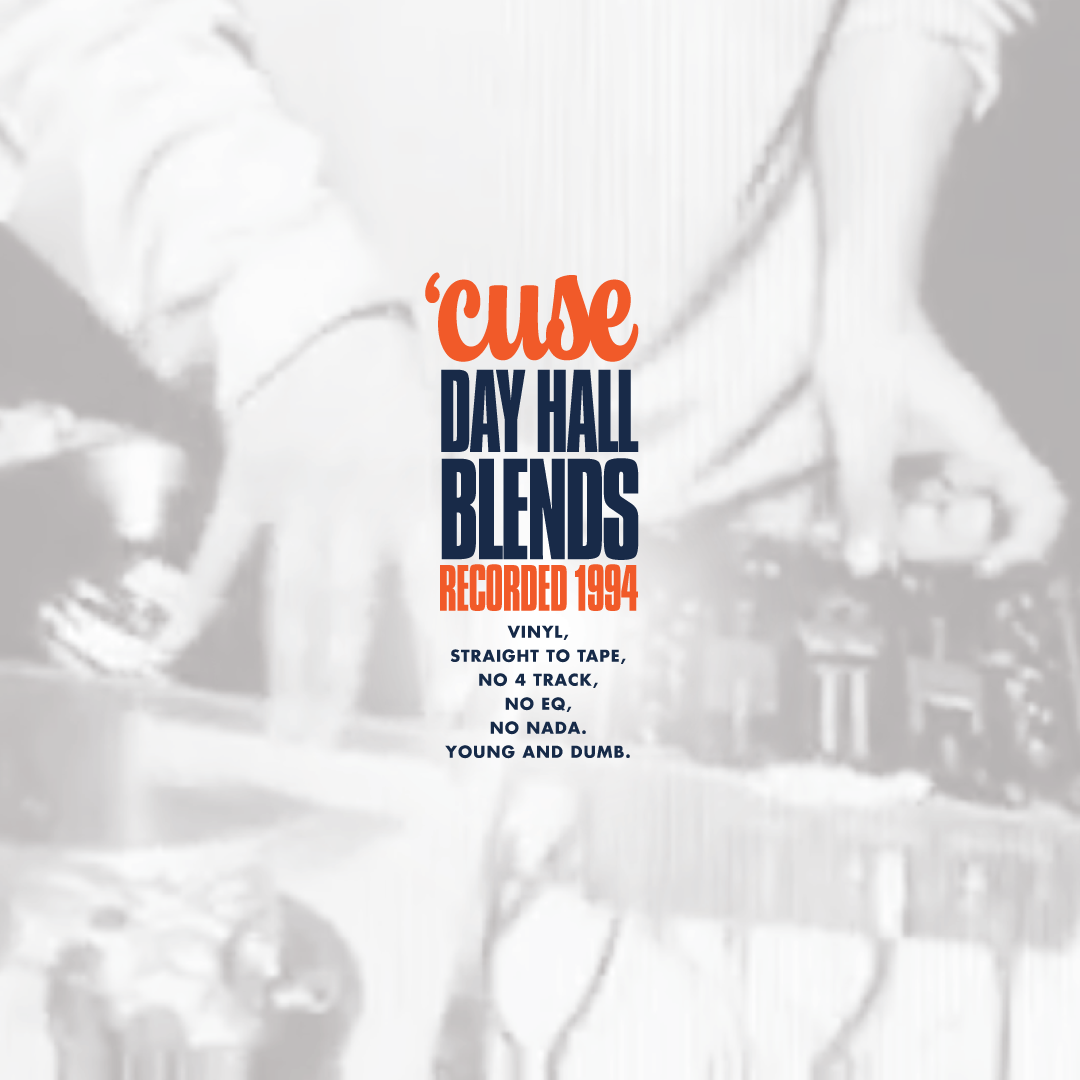 ‘cuse
DAY HALL
BLENDS
RECORDED 1994
VINYL,
STRAIGHT TO TAPE,
NO 4 TRACK,
NO EQ,
NO NADA.
YOUNG AND DUMB.